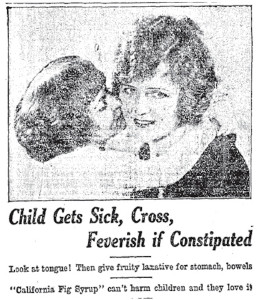 Child Gets Sick, Cross,
Feverish if Constipated
Look at tongue! Then give fruity laxative for stomach, bowels
"California Fig Syrup" can't harm children and they love it